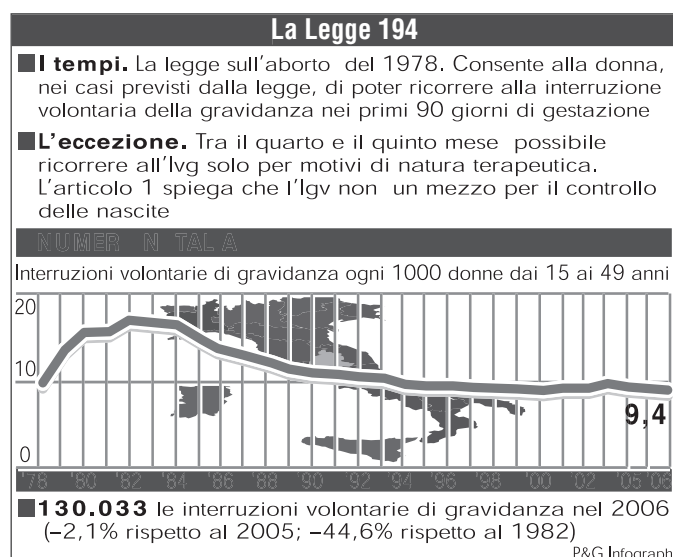 La Legge 194
I tempi. La legge sull'aborto del 1978. Consente alla donna,
nei casi previsti dalla legge, di poter ricorrere alla interruzione
volontaria della gravidanza nei primi 90 giorni di gestazione
L'eccezione. Tra il quarto e il quinto mese possibile
ricorrere all'Ivg solo per motivi di natura terapeutica.
L'articolo 1 spiega che l'Igv non un mezzo per il controllo
delle nascite
NUMER N TAL A
Interruzioni volontarie di gravidanza ogni 1000 donne dai 15 ai 49 anni
20
10
9,4
0
'78 '80 '82 '84 '86 '88 '90 '92 '94 '96 '98 '00 '02 '05 '06
130.033 le interruzioni volontarie di gravidanza nel 2006
(–2,1% rispetto al 2005; –44,6% rispetto al 1982)
P&G Infograph